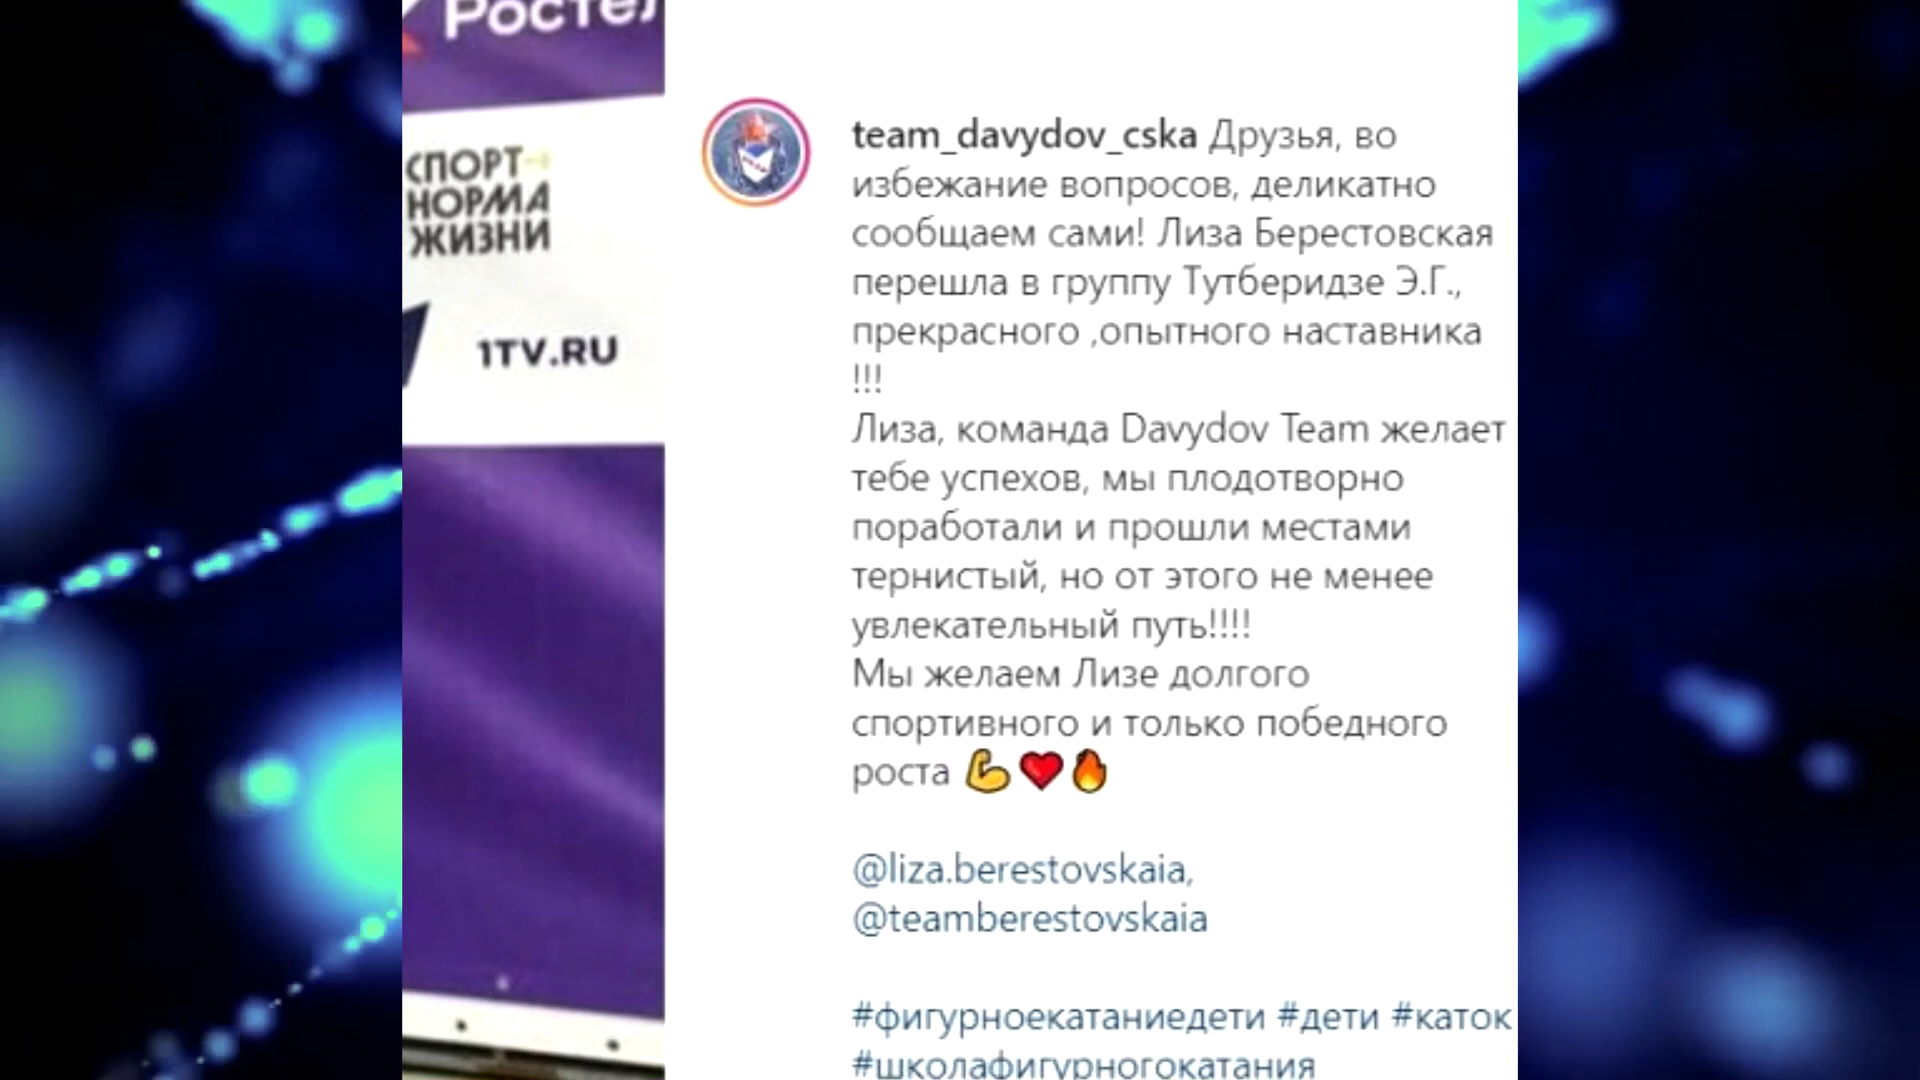 СПОРТ
НОРМА
ЖИЗНИ
1TV.RU
team_davydov_cska Друзья, во
избежание вопросов, деликатно
сообщаем сами! Лиза Берестовская
перешла в группу Тутберидзе Э.Г.,
прекрасного ,опытного наставника
!!!
Лиза, команда Davydov Team желает
тебе успехов, мы плодотворно
поработали и прошли местами
тернистый, но от этого не менее
увлекательный путь!!!!
Мы желаем Лизе долгого
спортивного и только победного
роста 💪❤️🔥
@liza.berestovskaia,
@teamberestovskaia
#фигурноекатаниедети #дети #каток
#школафигурногокатания